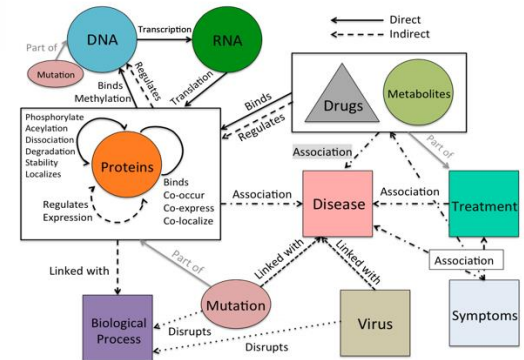 DNA
Transcription
RNA
Direct
Indirect
Part of
Mutation
Binds
Methylation
Regulates
Translation
Binds
Regulates
Drugs
Metabolites
Phosphorylate
Aceylation
Dissociation
Degradation
Stability
Localizes
Proteins
Regulates
Expression
Binds
Co-occur
Co-express
Co-localize
Association
Part of
Association
Disease
Association
Treatment
Linked with
Part of
Linked with
Linked with
Association
Mutation
Biological
Process
Disrupts
Virus
Symptoms
Disrupts